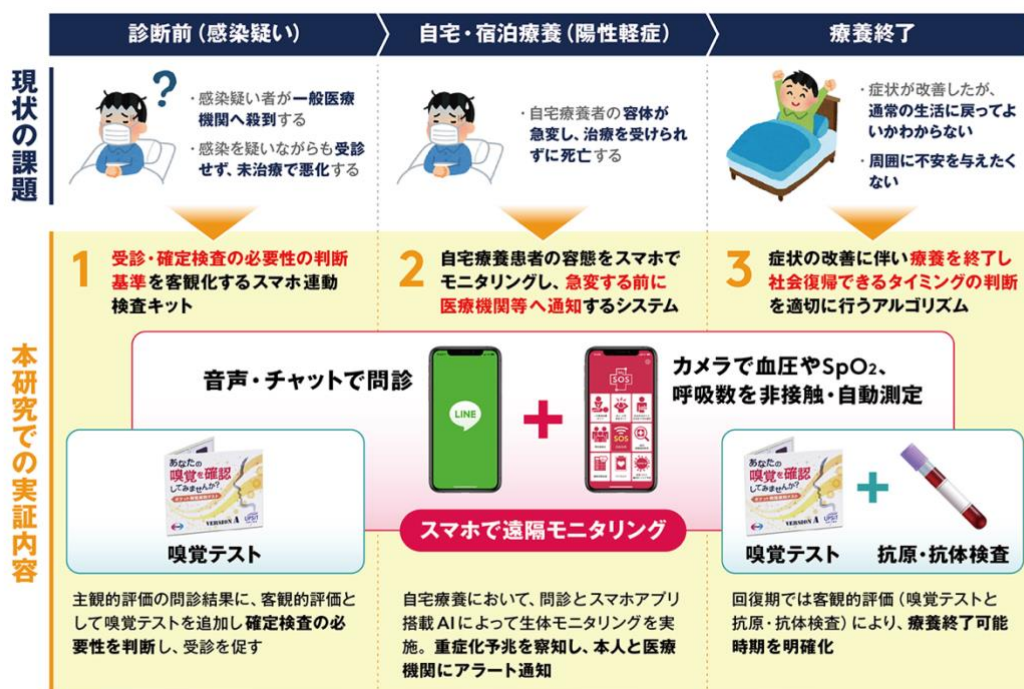 診断前（感染疑い）
自宅・宿泊療養（陽性軽症）
療養終了
現状の課題
?
・感染疑い者が一般医療
機関へ殺到する
・感染を疑いながらも受診
せず、未治療で悪化する
・自宅療養者の容体が
急変し、治療を受けられ
ずに死亡する
・症状が改善したが、
通常の生活に戻ってよ
いかわからない
・周囲に不安を与えたく
ない
本研究での実証内容
1
受診・確定検査の必要性の判断
基準を客観化するスマホ連動
検査キット
2
自宅療養患者の容態をスマホで
モニタリングし、急変する前に
医療機関等へ通知するシステム
3
症状の改善に伴い療養を終了し
社会復帰できるタイミングの判断
を適切に行うアルゴリズム
音声・チャットで問診
LINE
+
SOS
SOS
カメラで血圧やSpO₂、
呼吸数を非接触・自動測定
あなたの
嗅覚を確認
してみませんか?
VERSION A
嗅覚テスト
スマホで遠隔モニタリング
あなたの
嗅覚を確認
してみませんか?
VERSION A
+
嗅覚テスト
抗原・抗体検査
主観的評価の問診結果に、客観的評価と
して嗅覚テストを追加し確定検査の必
要性を判断し、受診を促す
自宅療養において、問診とスマホアプリ
搭載AIによって生体モニタリングを実
施。重症化予兆を察知し、本人と医療
機関にアラート通知
回復期では客観的評価（嗅覚テストと
抗原・抗体検査）により、療養終了可能
時期を明確化